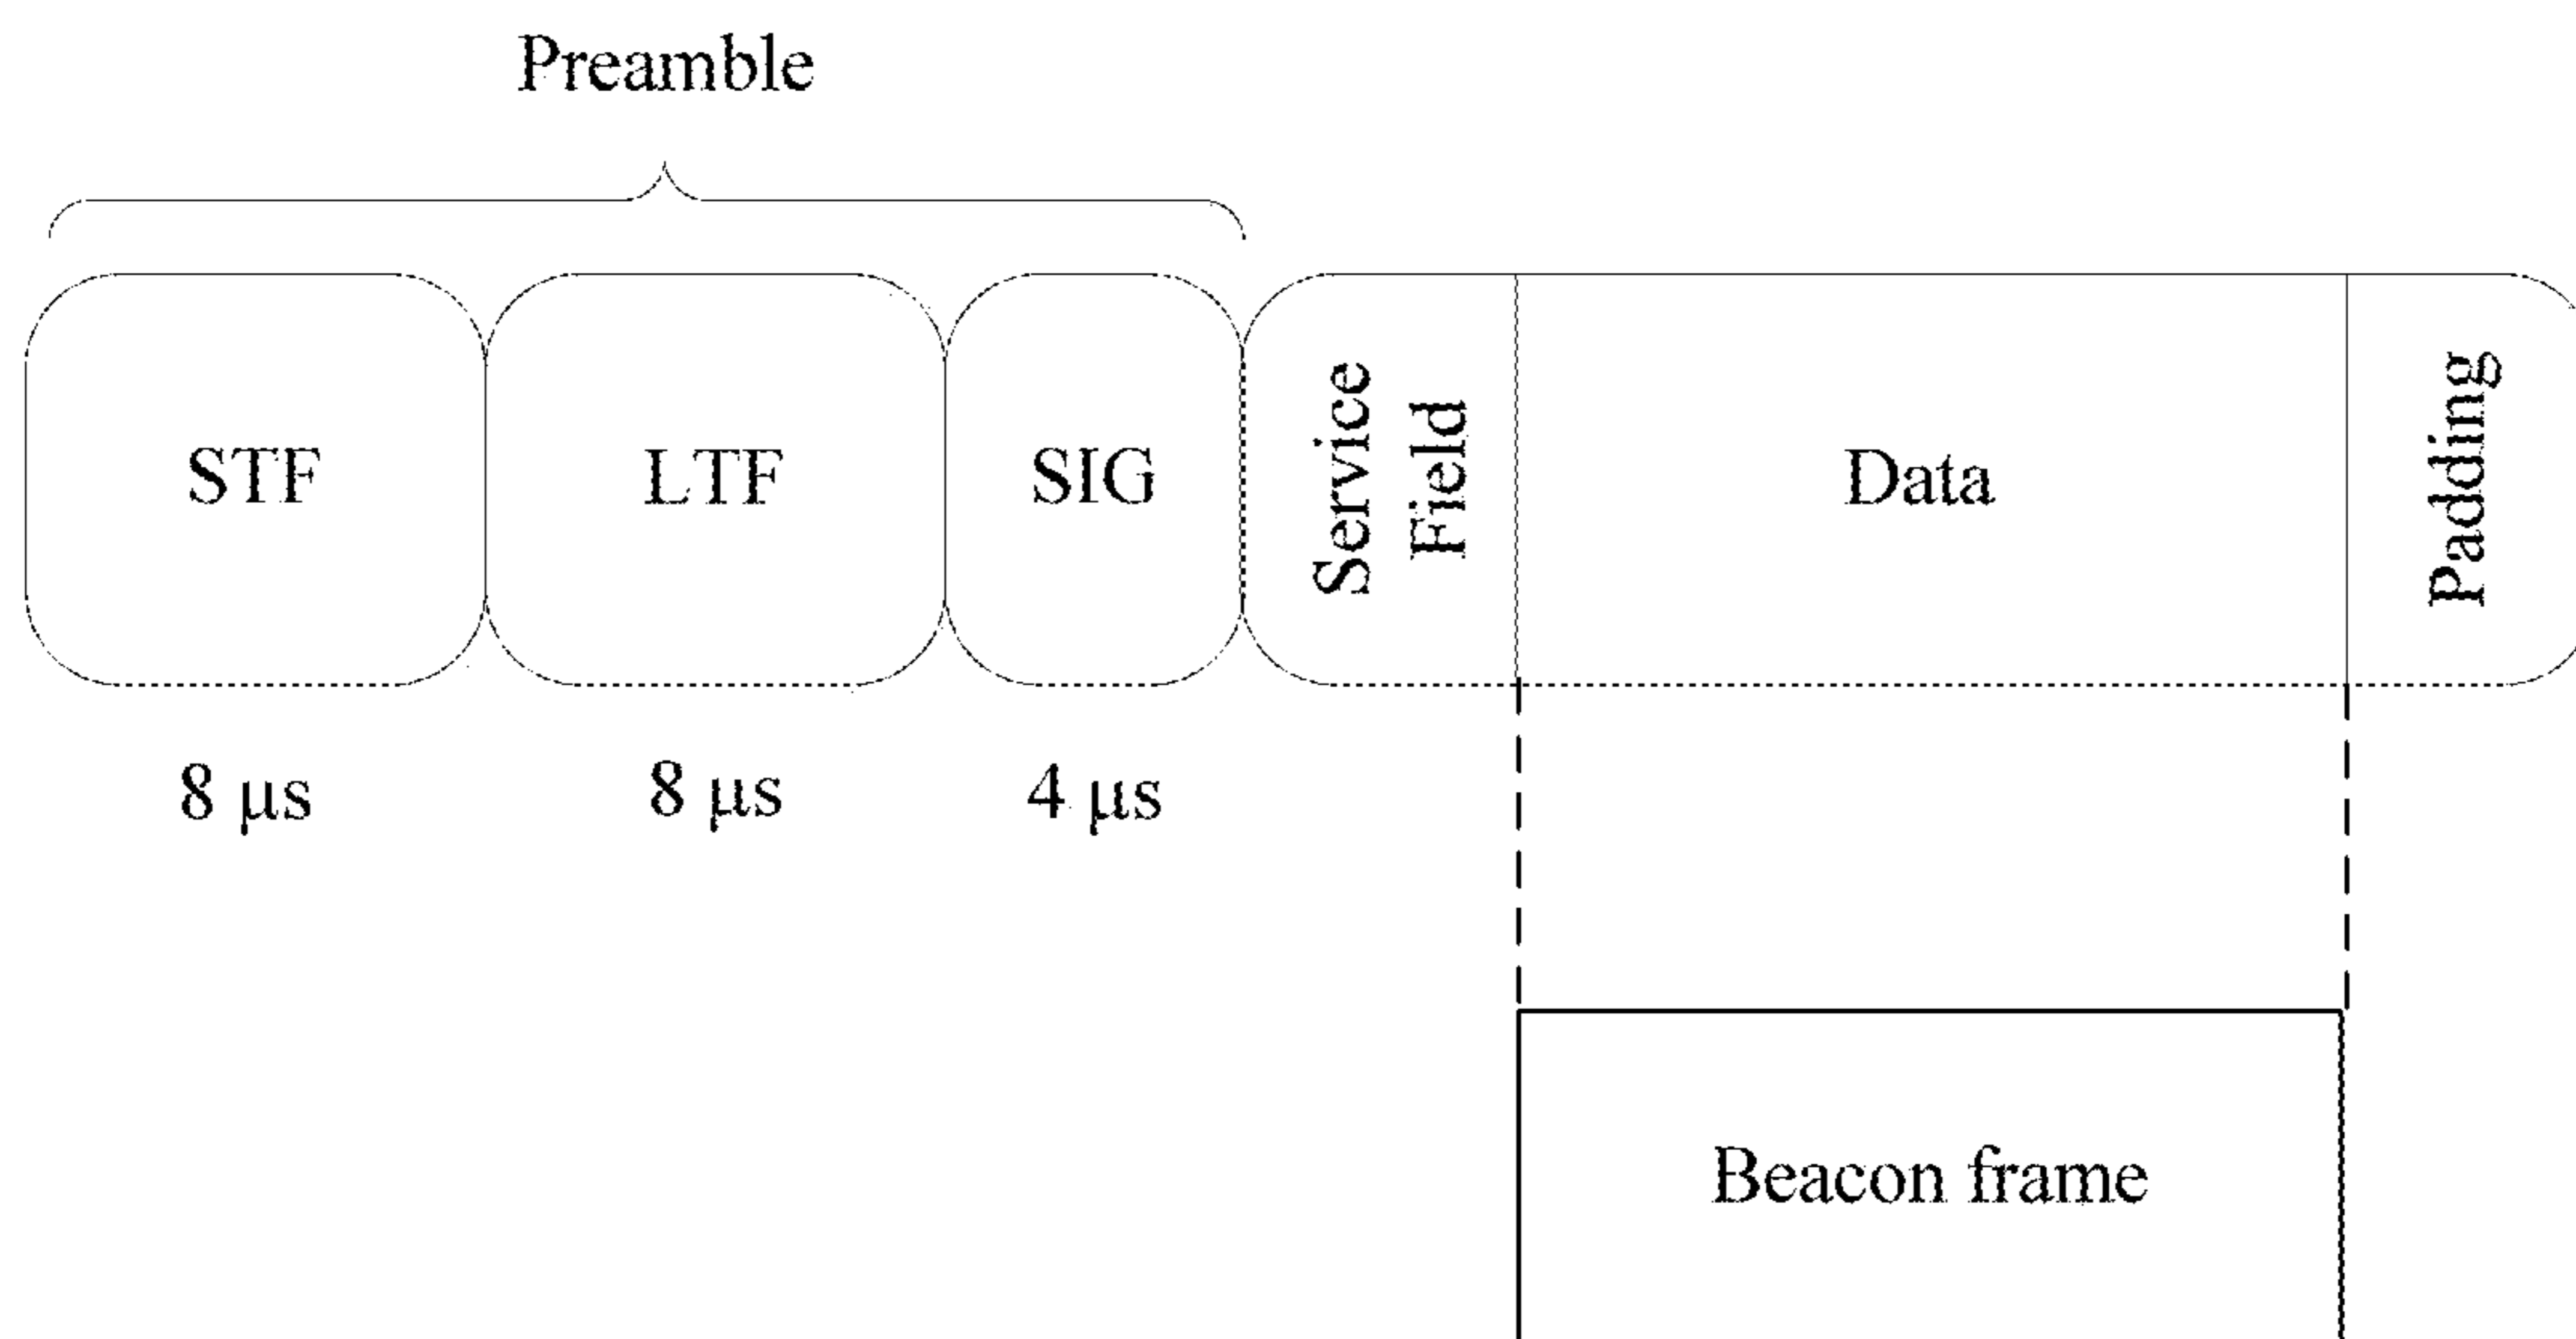 Preamble
STF
LTF
SIG
Service
Field
Data
Padding
8 μs
8 μs
4 μs
Beacon frame